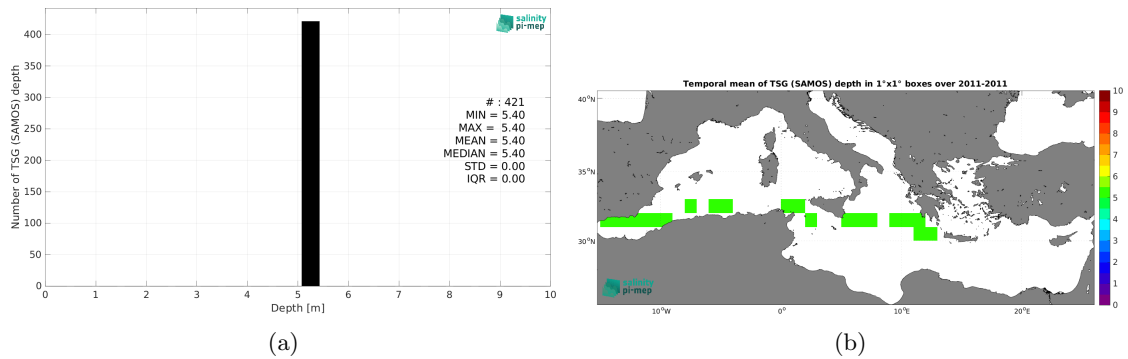 400
350
300
250
200
150
100
50
0
Number of TSG (SAMOS) depth
salinity
pi-mep
# : 421
MIN = 5.40
MAX = 5.40
MEAN = 5.40
MEDIAN = 5.40
STD = 0.00
IQR = 0.00
0 1 2 3 4 5 6 7 8 9 10
Depth [m]
(a)
Temporal mean of TSG (SAMOS) depth in 1°x1° boxes over 2011-2011
40°N
35°N
30°N
10°W
0°
10°E
20°E
salinity
pi-mep
10
9
8
7
6
5
4
3
2
1
0
(b)